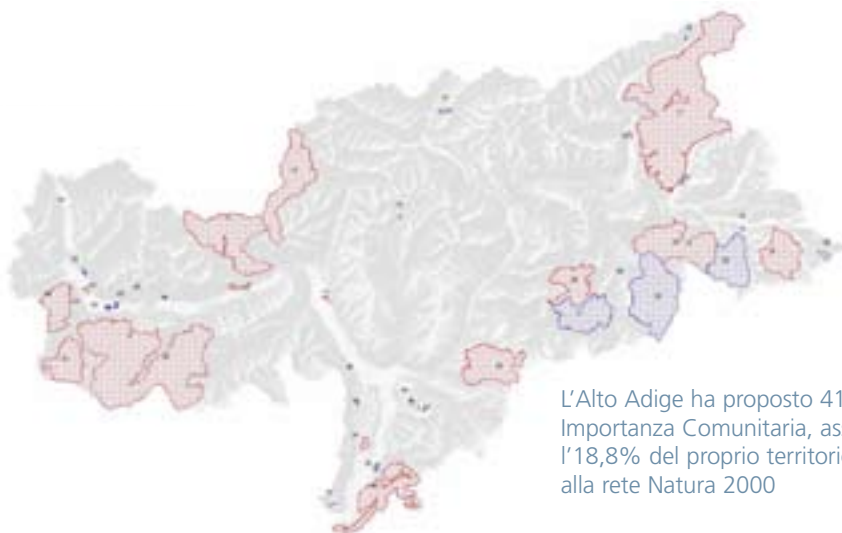 L'Alto Adige ha proposto 41
Importanza Comunitaria, as
l'18,8% del proprio territori
alla rete Natura 2000